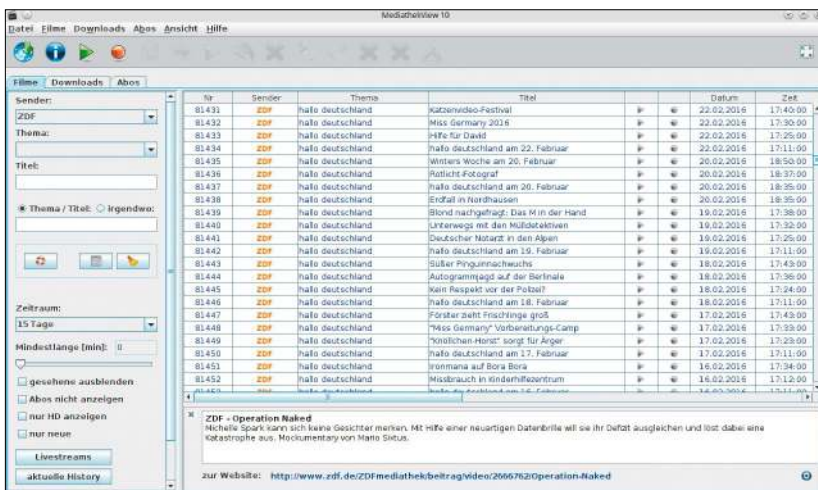 MediathekView 10
Datei Filme Downloads Abos Ansicht Hilfe
Filme Downloads Abos
Sender:
ZDF
Thema:
Titel:
Thema / Titel: irgendwo:
Zeitraum:
15 Tage
Mindestlänge [min]: 0
gesehene ausblenden
Abos nicht anzeigen
nur HD anzeigen
nur neue
Livestreams
aktuelle History
Nr Sender Thema Titel Datum Zeit
81431 ZDF hallo deutschland Katzenvideo-Festival 22.02.2016 17:40:00
81432 ZDF hallo deutschland Miss Germany 2016 22.02.2016 17:30:00
81433 ZDF hallo deutschland Hilfe für David 22.02.2016 17:25:00
81434 ZDF hallo deutschland hallo deutschland am 22. Februar 22.02.2016 17:11:00
81435 ZDF hallo deutschland Winters Woche am 20. Februar 20.02.2016 18:50:00
81436 ZDF hallo deutschland Rotlicht-Fotograf 20.02.2016 18:37:00
81437 ZDF hallo deutschland hallo deutschland am 20. Februar 20.02.2016 18:35:00
81438 ZDF hallo deutschland Erdfall in Nordhausen 20.02.2016 18:35:00
81439 ZDF hallo deutschland Blond nachgefragt: Das M in der Hand 19.02.2016 17:38:00
81440 ZDF hallo deutschland Unterwegs mit den Mülldetektiven 19.02.2016 17:32:00
81441 ZDF hallo deutschland Deutscher Notarzt in den Alpen 19.02.2016 17:25:00
81442 ZDF hallo deutschland hallo deutschland am 19. Februar 19.02.2016 17:11:00
81443 ZDF hallo deutschland Süßer Pinguinnachwuchs 18.02.2016 17:43:00
81444 ZDF hallo deutschland Autogrammjagd auf der Berlinale 18.02.2016 17:36:00
81445 ZDF hallo deutschland Kein Respekt vor der Polizei? 18.02.2016 17:24:00
81446 ZDF hallo deutschland hallo deutschland am 18. Februar 18.02.2016 17:11:00
81447 ZDF hallo deutschland Förster zieht Frischlinge groß 17.02.2016 17:43:00
81448 ZDF hallo deutschland "Miss Germany" Vorbereitungs-Camp 17.02.2016 17:33:00
81449 ZDF hallo deutschland "Knöllchen-Horst" sorgt für Ärger 17.02.2016 17:23:00
81450 ZDF hallo deutschland hallo deutschland am 17. Februar 17.02.2016 17:11:00
81451 ZDF hallo deutschland Ironmana auf Bora Bora 16.02.2016 17:34:00
81452 ZDF hallo deutschland Missbrauch in Kinderhilfezentrum 16.02.2016 17:12:00
ZDF - Operation Naked
Michelle Spark kann sich keine Gesichter merken. Mit Hilfe einer neuartigen Datenbrille will sie ihr Defizit ausgleichen und löst dabei eine
Katastrophe aus. Mockumentary von Mario Sixtus.
zur Website: http://www.zdf.de/ZDFmediathek/beitrag/video/2666762/Operation-Naked